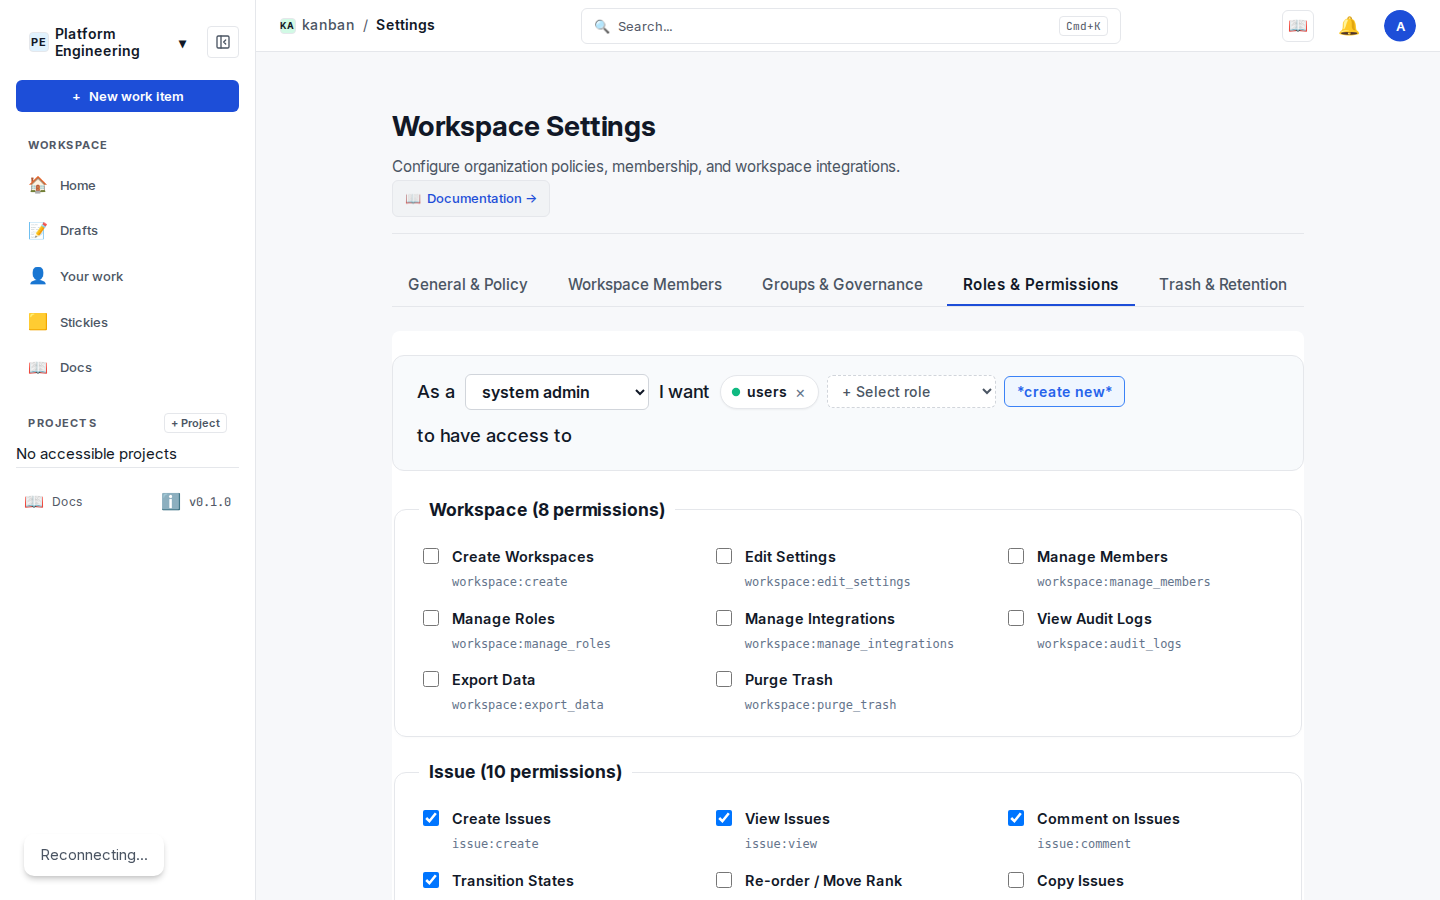 PE Platform Engineering ▼
+ New work item
WORKSPACE
Home
Drafts
Your work
Stickies
Docs
PROJECTS + Project
No accessible projects
Docs v0.1.0
Reconnecting...
KA kanban / Settings
Search... Cmd+K
A
Workspace Settings
Configure organization policies, membership, and workspace integrations.
Documentation →
General & Policy Workspace Members Groups & Governance Roles & Permissions Trash & Retention
As a system admin I want users × + Select role *create new*
to have access to
Workspace (8 permissions)
Create Workspaces Edit Settings Manage Members
workspace:create workspace:edit_settings workspace:manage_members
Manage Roles Manage Integrations View Audit Logs
workspace:manage_roles workspace:manage_integrations workspace:audit_logs
Export Data Purge Trash
workspace:export_data workspace:purge_trash
Issue (10 permissions)
Create Issues View Issues Comment on Issues
issue:create issue:view issue:comment
Transition States Re-order / Move Rank Copy Issues